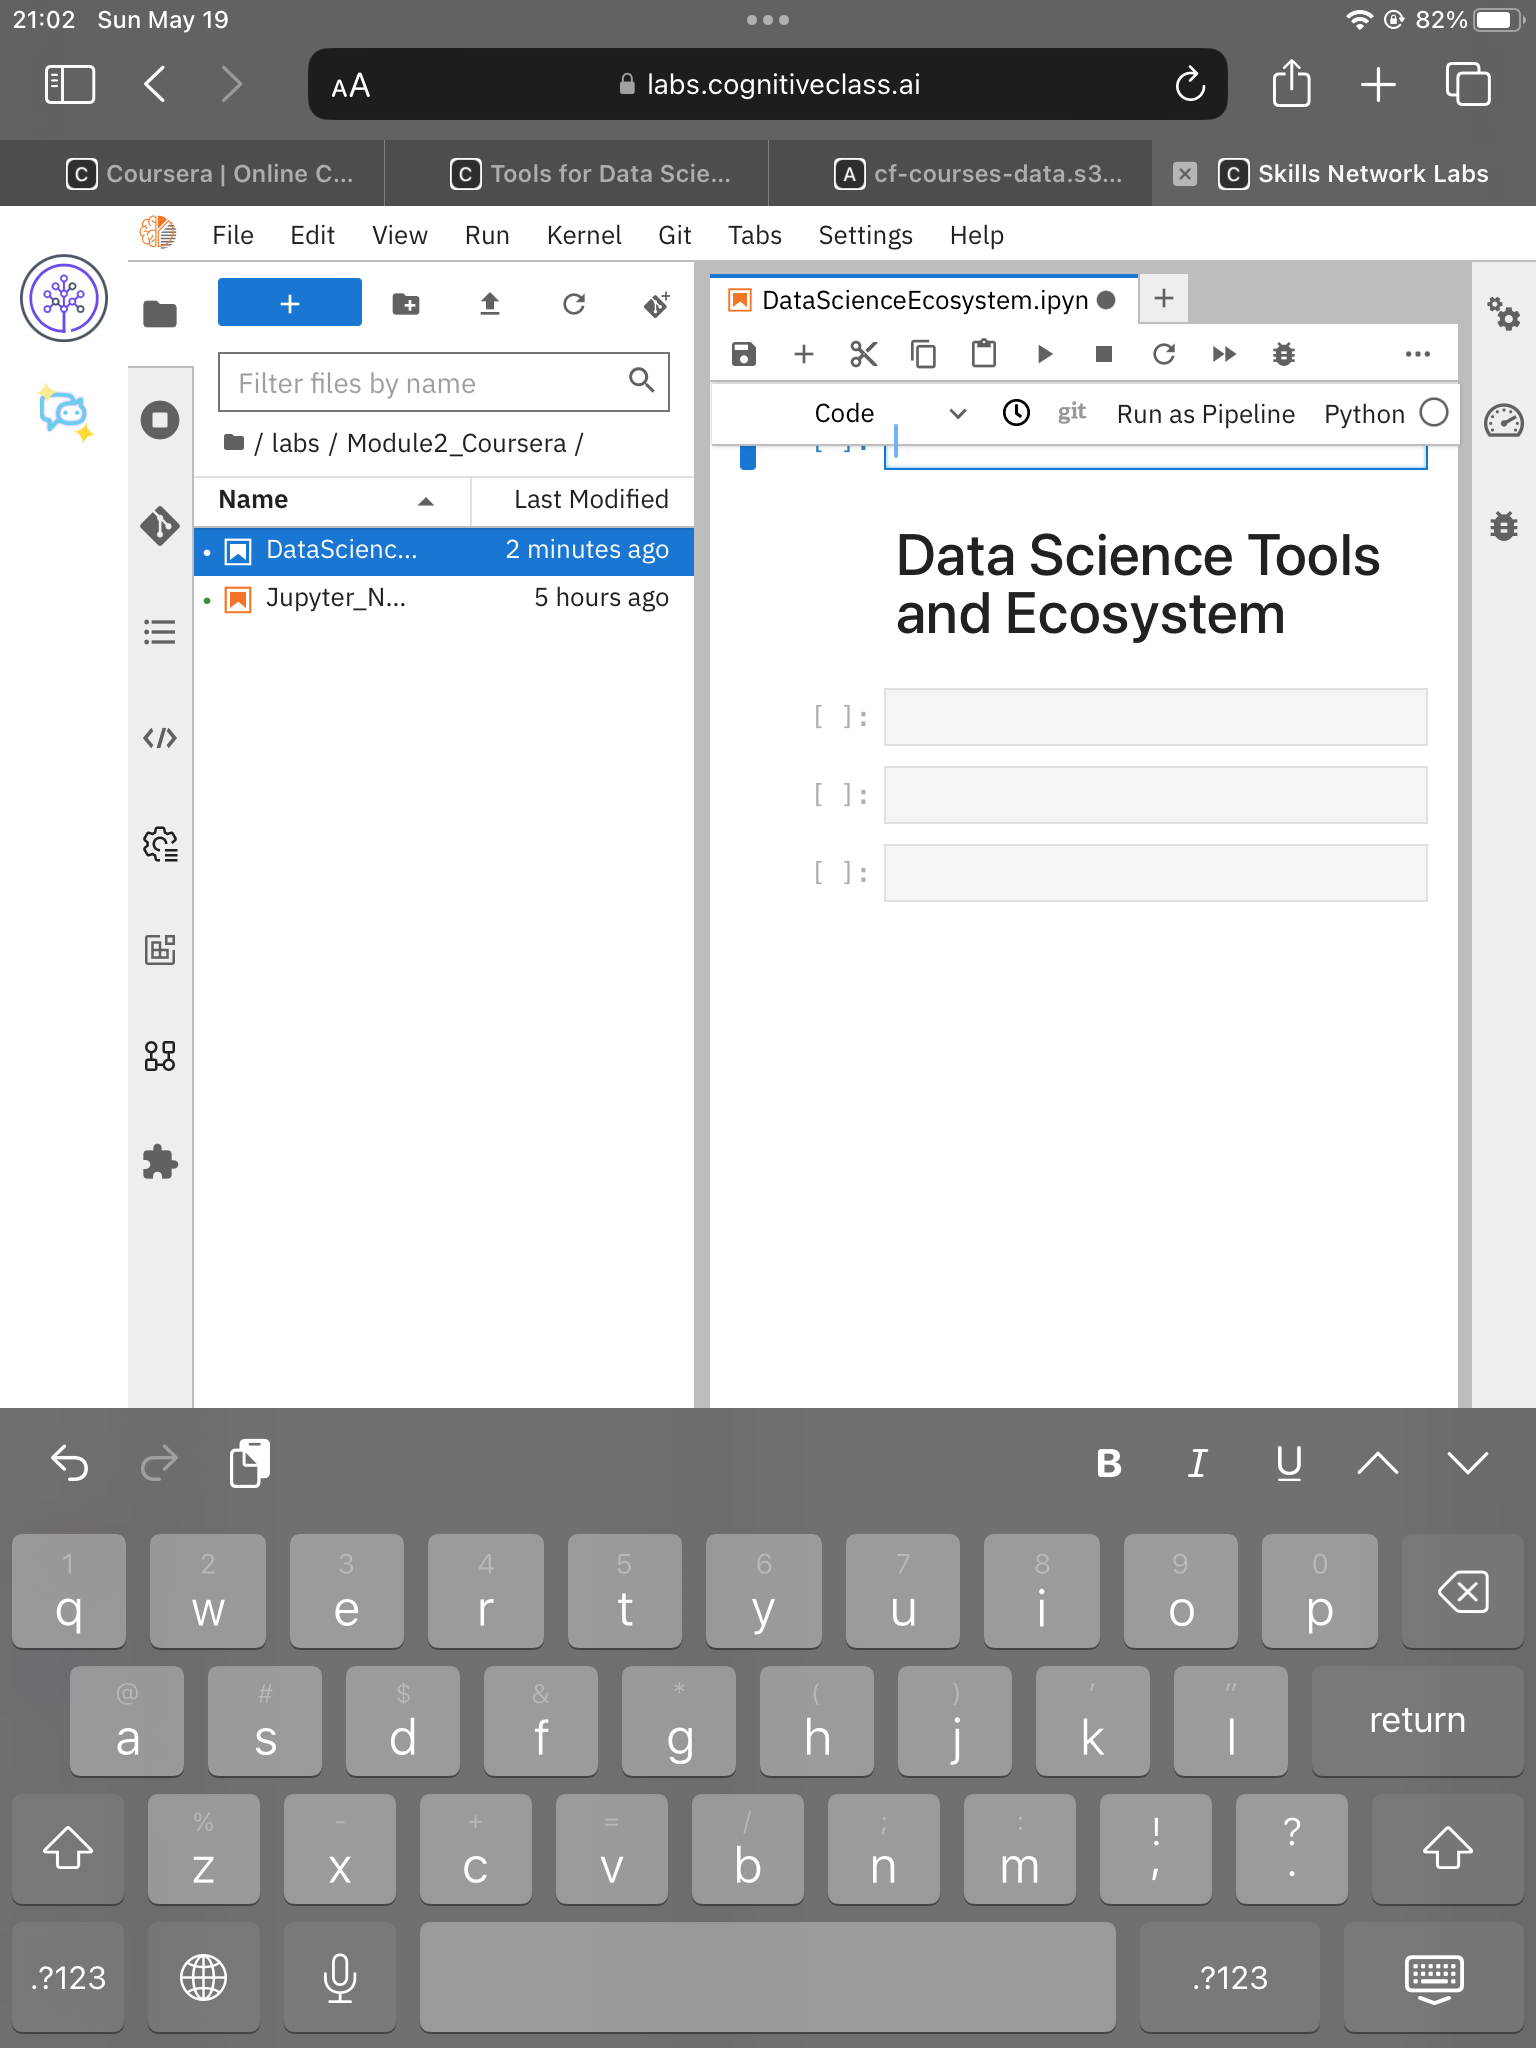 21:02 Sun May 19 82%
AA labs.cognitiveclass.ai
C Coursera | Online C... C Tools for Data Scie... A cf-courses-data.s3... C Skills Network Labs
File Edit View Run Kernel Git Tabs Settings Help
DataScienceEcosystem.ipyn
Filter files by name
Code git Run as Pipeline Python
/ labs / Module2_Coursera /
[ ]:
Name Last Modified
DataScienc... 2 minutes ago
Jupyter_N... 5 hours ago
Data Science Tools
and Ecosystem
[ ]:
[ ]:
[ ]:
B I U
1 2 3 4 5 6 7 8 9 0
q w e r t y u i o p
@ # $ & * ( ) ' "
a s d f g h j k l return
% - + = / ; : ! ?
z x c v b n m , .
.?123 .?123